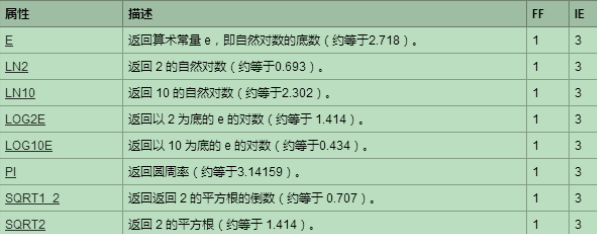 属性 描述 FF IE
E 返回算术常量 e，即自然对数的底数（约等于2.718）。 1 3
LN2 返回 2 的自然对数（约等于0.693）。 1 3
LN10 返回 10 的自然对数（约等于2.302）。 1 3
LOG2E 返回以 2 为底的 e 的对数（约等于 1.414）。 1 3
LOG10E 返回以 10 为底的 e 的对数（约等于0.434）。 1 3
PI 返回圆周率（约等于3.14159）。 1 3
SQRT1_2 返回返回 2 的平方根的倒数（约等于 0.707）。 1 3
SQRT2 返回 2 的平方根（约等于 1.414）。 1 3